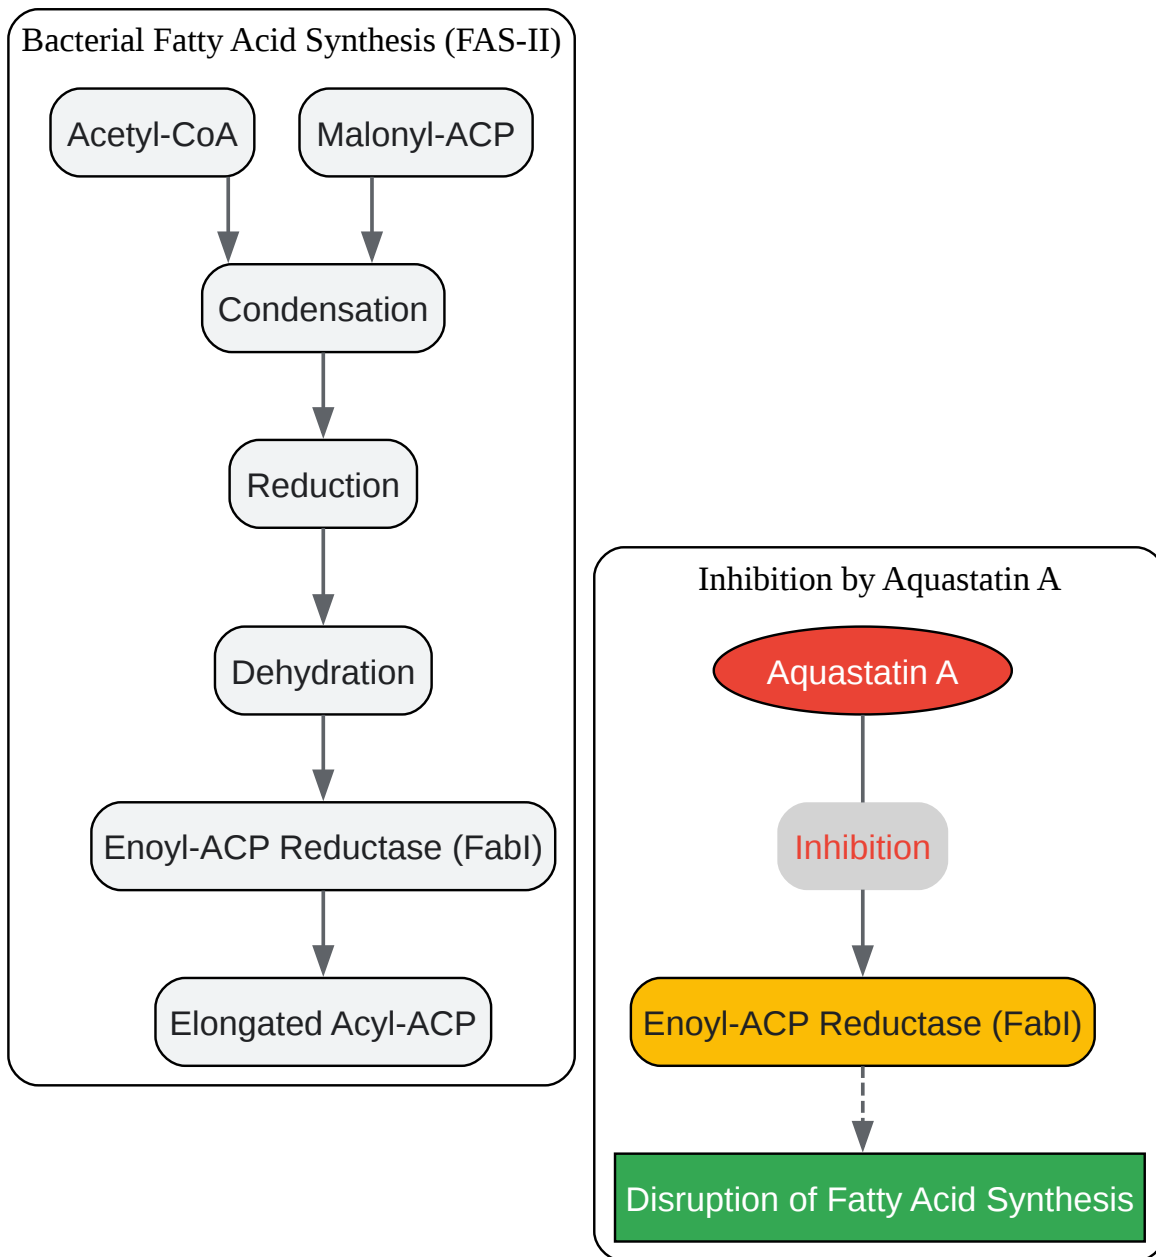 Bacterial Fatty Acid Synthesis (FAS-II)
Acetyl-CoA
Malonyl-ACP
Condensation
Reduction
Dehydration
Enoyl-ACP Reductase (FabI)
Elongated Acyl-ACP
Inhibition by Aquastatin A
Aquastatin A
Inhibition
Enoyl-ACP Reductase (FabI)
Disruption of Fatty Acid Synthesis